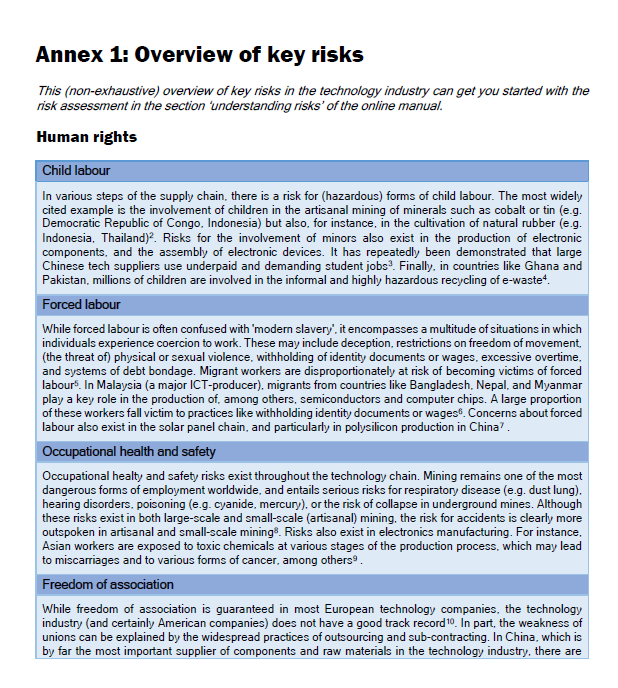 Annex 1: Overview of key risks
This (non-exhaustive) overview of key risks in the technology industry can get you started with the
risk assessment in the section 'understanding risks' of the online manual.
Human rights
Child labour
In various steps of the supply chain, there is a risk for (hazardous) forms of child labour. The most widely
cited example is the involvement of children in the artisanal mining of minerals such as cobalt or tin (e.g.
Democratic Republic of Congo, Indonesia) but also, for instance, in the cultivation of natural rubber (e.g.
Indonesia, Thailand)². Risks for the involvement of minors also exist in the production of electronic
components, and the assembly of electronic devices. It has repeatedly been demonstrated that large
Chinese tech suppliers use underpaid and demanding student jobs³. Finally, in countries like Ghana and
Pakistan, millions of children are involved in the informal and highly hazardous recycling of e-waste⁴.
Forced labour
While forced labour is often confused with 'modern slavery', it encompasses a multitude of situations in which
individuals experience coercion to work. These may include deception, restrictions on freedom of movement,
(the threat of) physical or sexual violence, withholding of identity documents or wages, excessive overtime,
and systems of debt bondage. Migrant workers are disproportionately at risk of becoming victims of forced
labour⁵. In Malaysia (a major ICT-producer), migrants from countries like Bangladesh, Nepal, and Myanmar
play a key role in the production of, among others, semiconductors and computer chips. A large proportion
of these workers fall victim to practices like withholding identity documents or wages⁶. Concerns about forced
labour also exist in the solar panel chain, and particularly in polysilicon production in China⁷ .
Occupational health and safety
Occupational healty and safety risks exist throughout the technology chain. Mining remains one of the most
dangerous forms of employment worldwide, and entails serious risks for respiratory disease (e.g. dust lung),
hearing disorders, poisoning (e.g. cyanide, mercury), or the risk of collapse in underground mines. Although
these risks exist in both large-scale and small-scale (artisanal) mining, the risk for accidents is clearly more
outspoken in artisanal and small-scale mining⁸. Risks also exist in electronics manufacturing. For instance,
Asian workers are exposed to toxic chemicals at various stages of the production process, which may lead
to miscarriages and to various forms of cancer, among others⁹ .
Freedom of association
While freedom of association is guaranteed in most European technology companies, the technology
industry (and certainly American companies) does not have a good track record¹⁰. In part, the weakness of
unions can be explained by the widespread practices of outsourcing and sub-contracting. In China, which is
by far the most important supplier of components and raw materials in the technology industry, there are